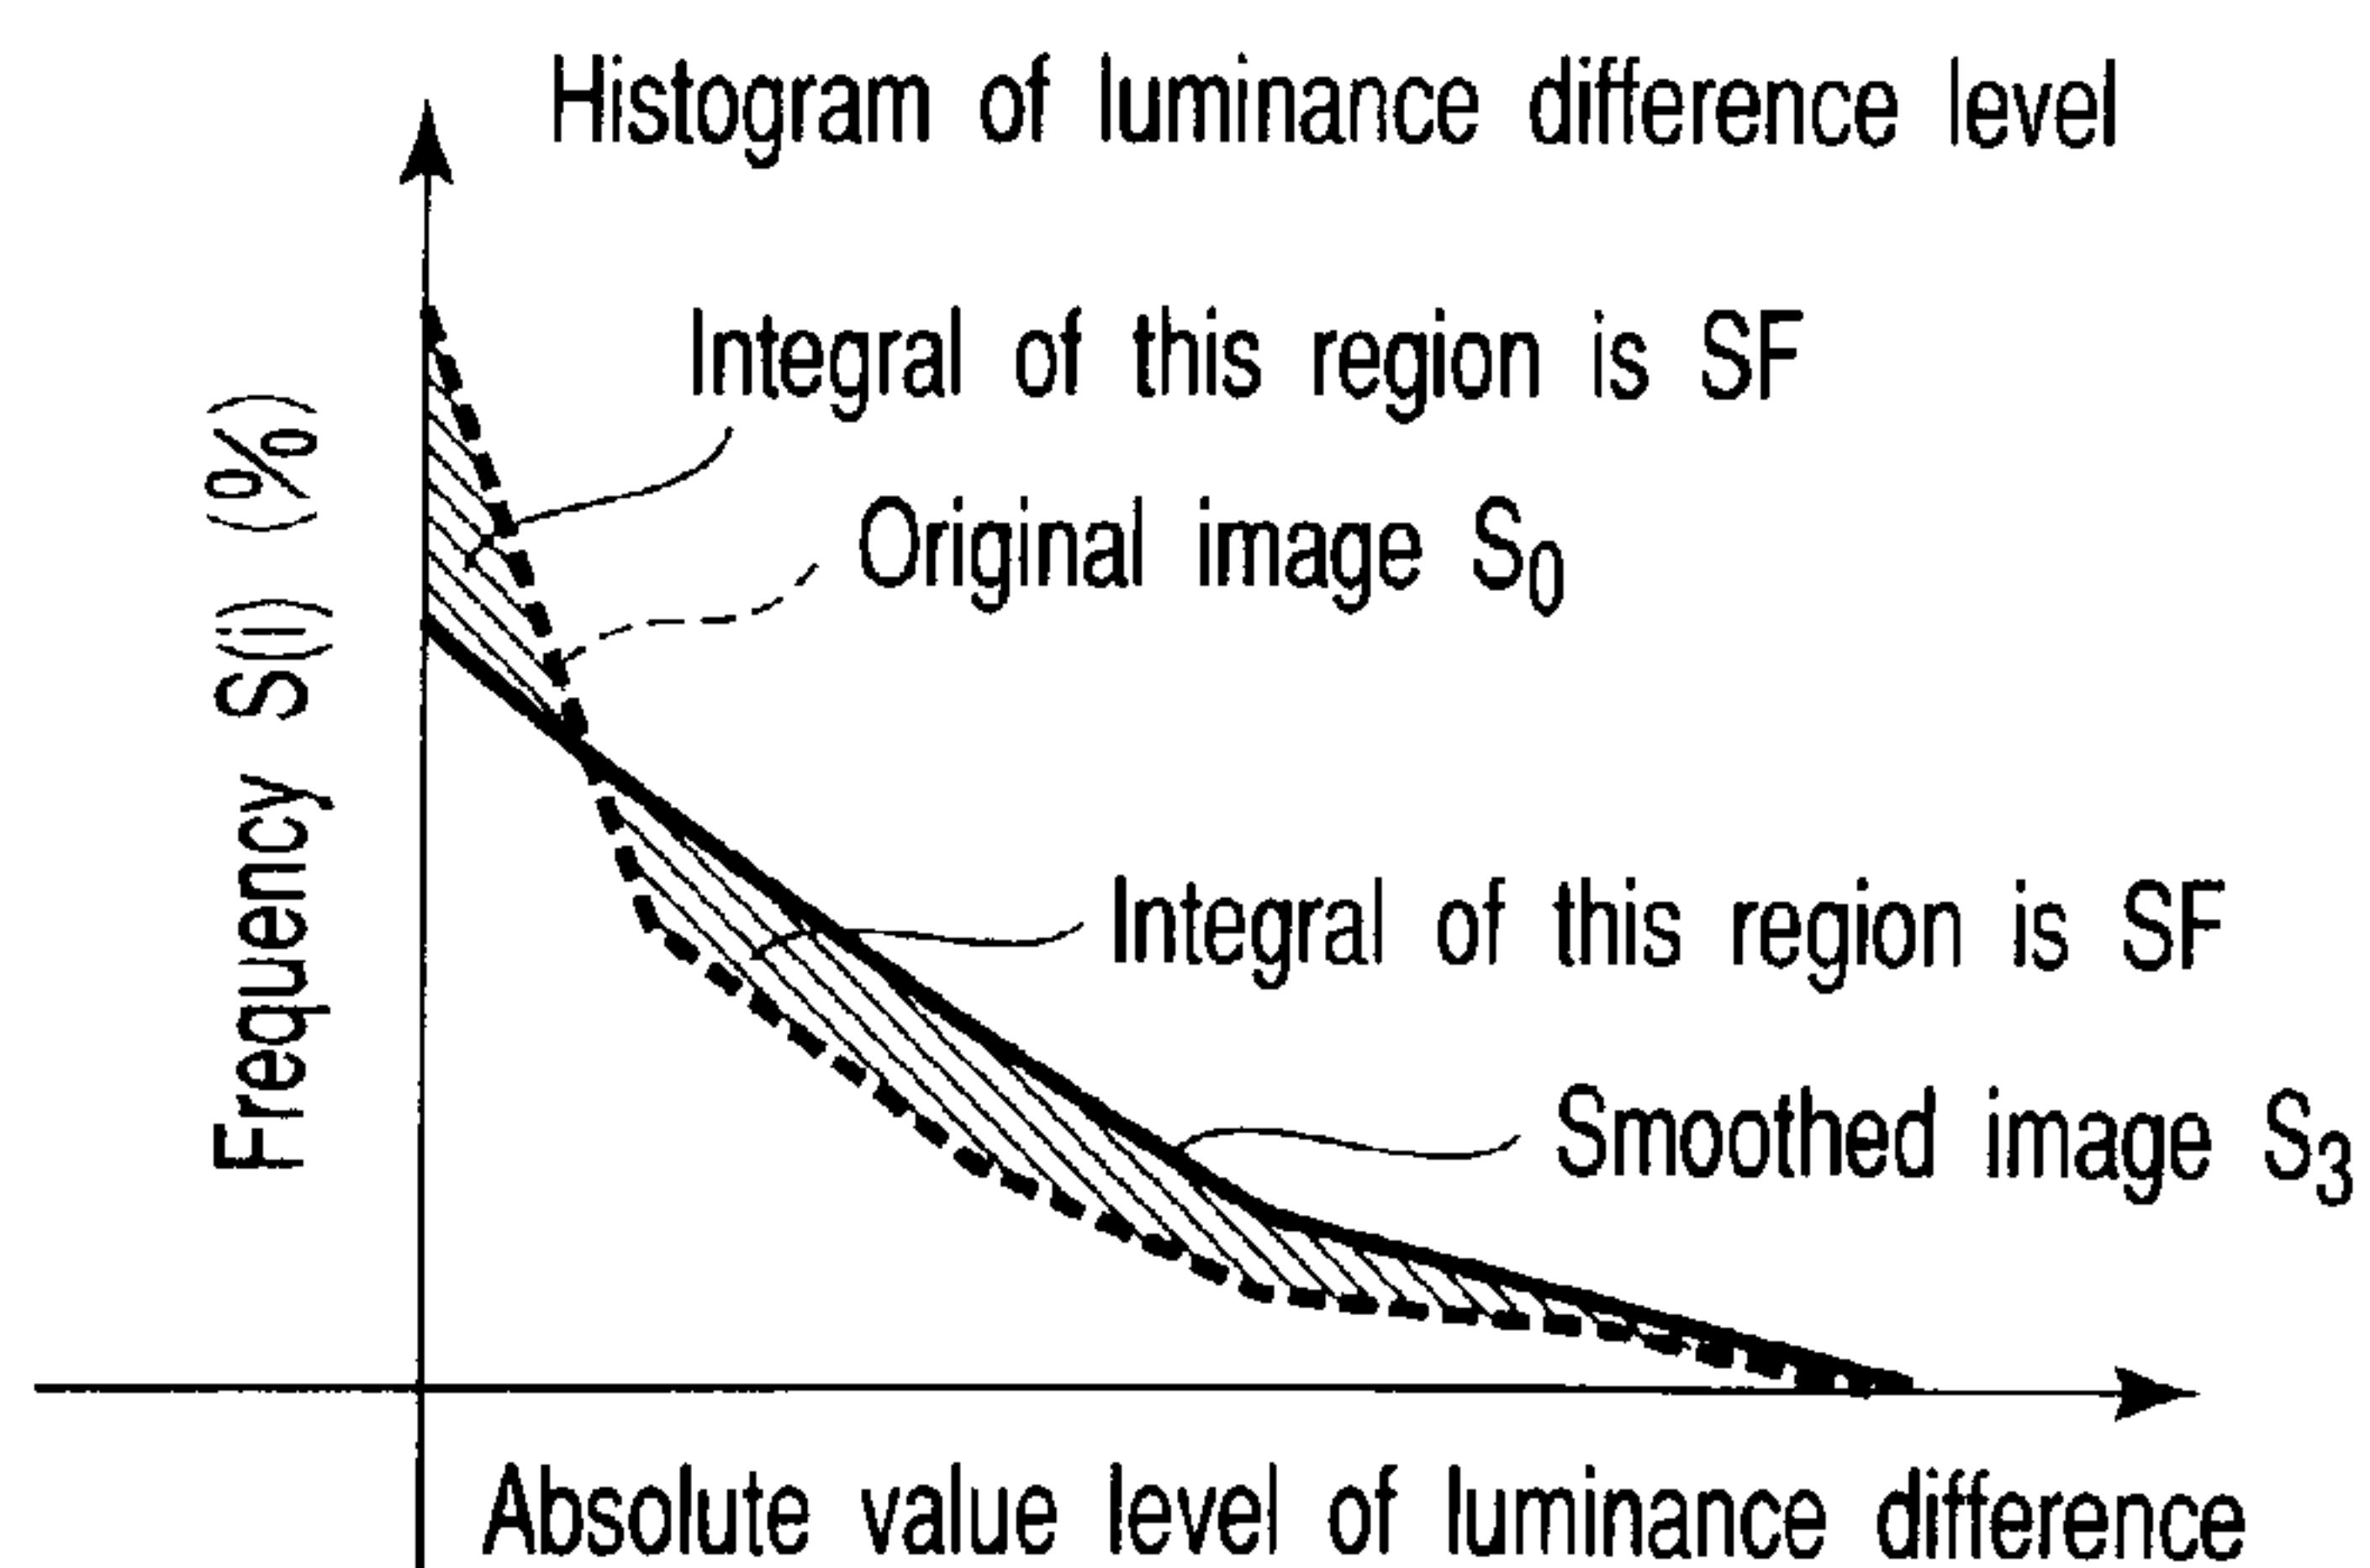 Histogram of luminance difference level
Integral of this region is SF
Original image S0
Frequency S(i) (%)
Integral of this region is SF
Smoothed image S3
Absolute value level of luminance difference